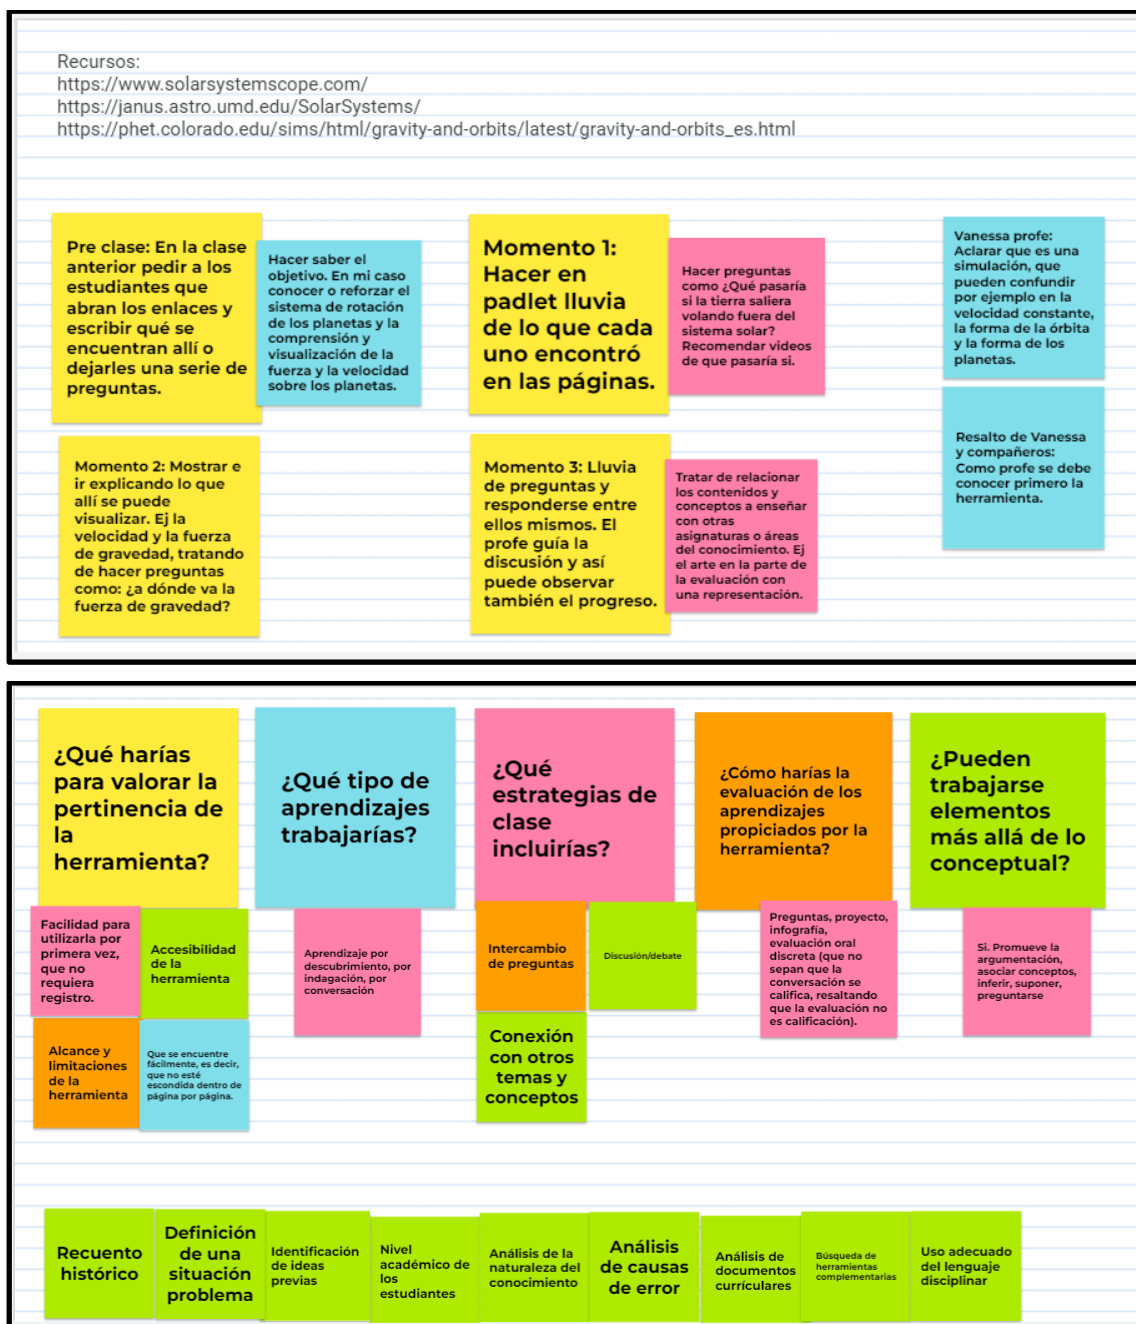 Recursos:
https://www.solarsystemscope.com/
https://janus.astro.umd.edu/SolarSystems/
https://phet.colorado.edu/sims/html/gravity-and-orbits/latest/gravity-and-orbits_es.html
Pre clase: En la clase
anterior pedir a los
estudiantes que
abran los enlaces y
escribir qué se
encuentran allí o
dejarles una serie de
preguntas.
Hacer saber el
objetivo. En mi caso
conocer o reforzar el
sistema de rotación
de los planetas y la
comprensión y
visualización de la
fuerza y la velocidad
sobre los planetas.
Momento 1:
Hacer en
padlet lluvia
de lo que cada
uno encontró
en las páginas.
Hacer preguntas
como ¿Qué pasaría
si la tierra saliera
volando fuera del
sistema solar?
Recomendar videos
de que pasaría si.
Vanessa profe:
Aclarar que es una
simulación, que
pueden confundir
por ejemplo en la
velocidad constante,
la forma de la órbita
y la forma de los
planetas.
Momento 2: Mostrar e
ir explicando lo que
allí se puede
visualizar. Ej la
velocidad y la fuerza
de gravedad, tratando
de hacer preguntas
como: ¿a dónde va la
fuerza de gravedad?
Momento 3: Lluvia
de preguntas y
responderse entre
ellos mismos. El
profe guía la
discusión y así
puede observar
también el progreso.
Tratar de relacionar
los contenidos y
conceptos a enseñar
con otras
asignaturas o áreas
del conocimiento. Ej
el arte en la parte de
la evaluación con
una representación.
Resalto de Vanessa
y compañeros:
Como profe se debe
conocer primero la
herramienta.
¿Qué harías
para valorar la
pertinencia de
la
herramienta?
¿Qué tipo de
aprendizajes
trabajarías?
¿Qué
estrategias de
clase
incluirías?
¿Cómo harías la
evaluación de los
aprendizajes
propiciados por la
herramienta?
¿Pueden
trabajarse
elementos
más allá de lo
conceptual?
Facilidad para
utilizarla por
primera vez,
que no
requiera
registro.
Accesibilidad
de la
herramienta
Alcance y
limitaciones
de la
herramienta
Que se encuentre
fácilmente, es decir,
que no esté
escondida dentro de
página por página.
Aprendizaje por
descubrimiento, por
indagación, por
conversación
Intercambio
de preguntas
Discusión/debate
Conexión
con otros
temas y
conceptos
Preguntas, proyecto,
infografía,
evaluación oral
discreta (que no
sepan que la
conversación se
califica, resaltando
que la evaluación no
es calificación).
Si. Promueve la
argumentación,
asociar conceptos,
inferir, suponer,
preguntarse
Recuento
histórico
Definición
de una
situación
problema
Identificación
de ideas
previas
Nivel
académico de
los
estudiantes
Análisis de la
naturaleza del
conocimiento
Análisis
de causas
de error
Análisis de
documentos
currículares
Búsqueda de
herramientas
complementarias
Uso adecuado
del lenguaje
disciplinar